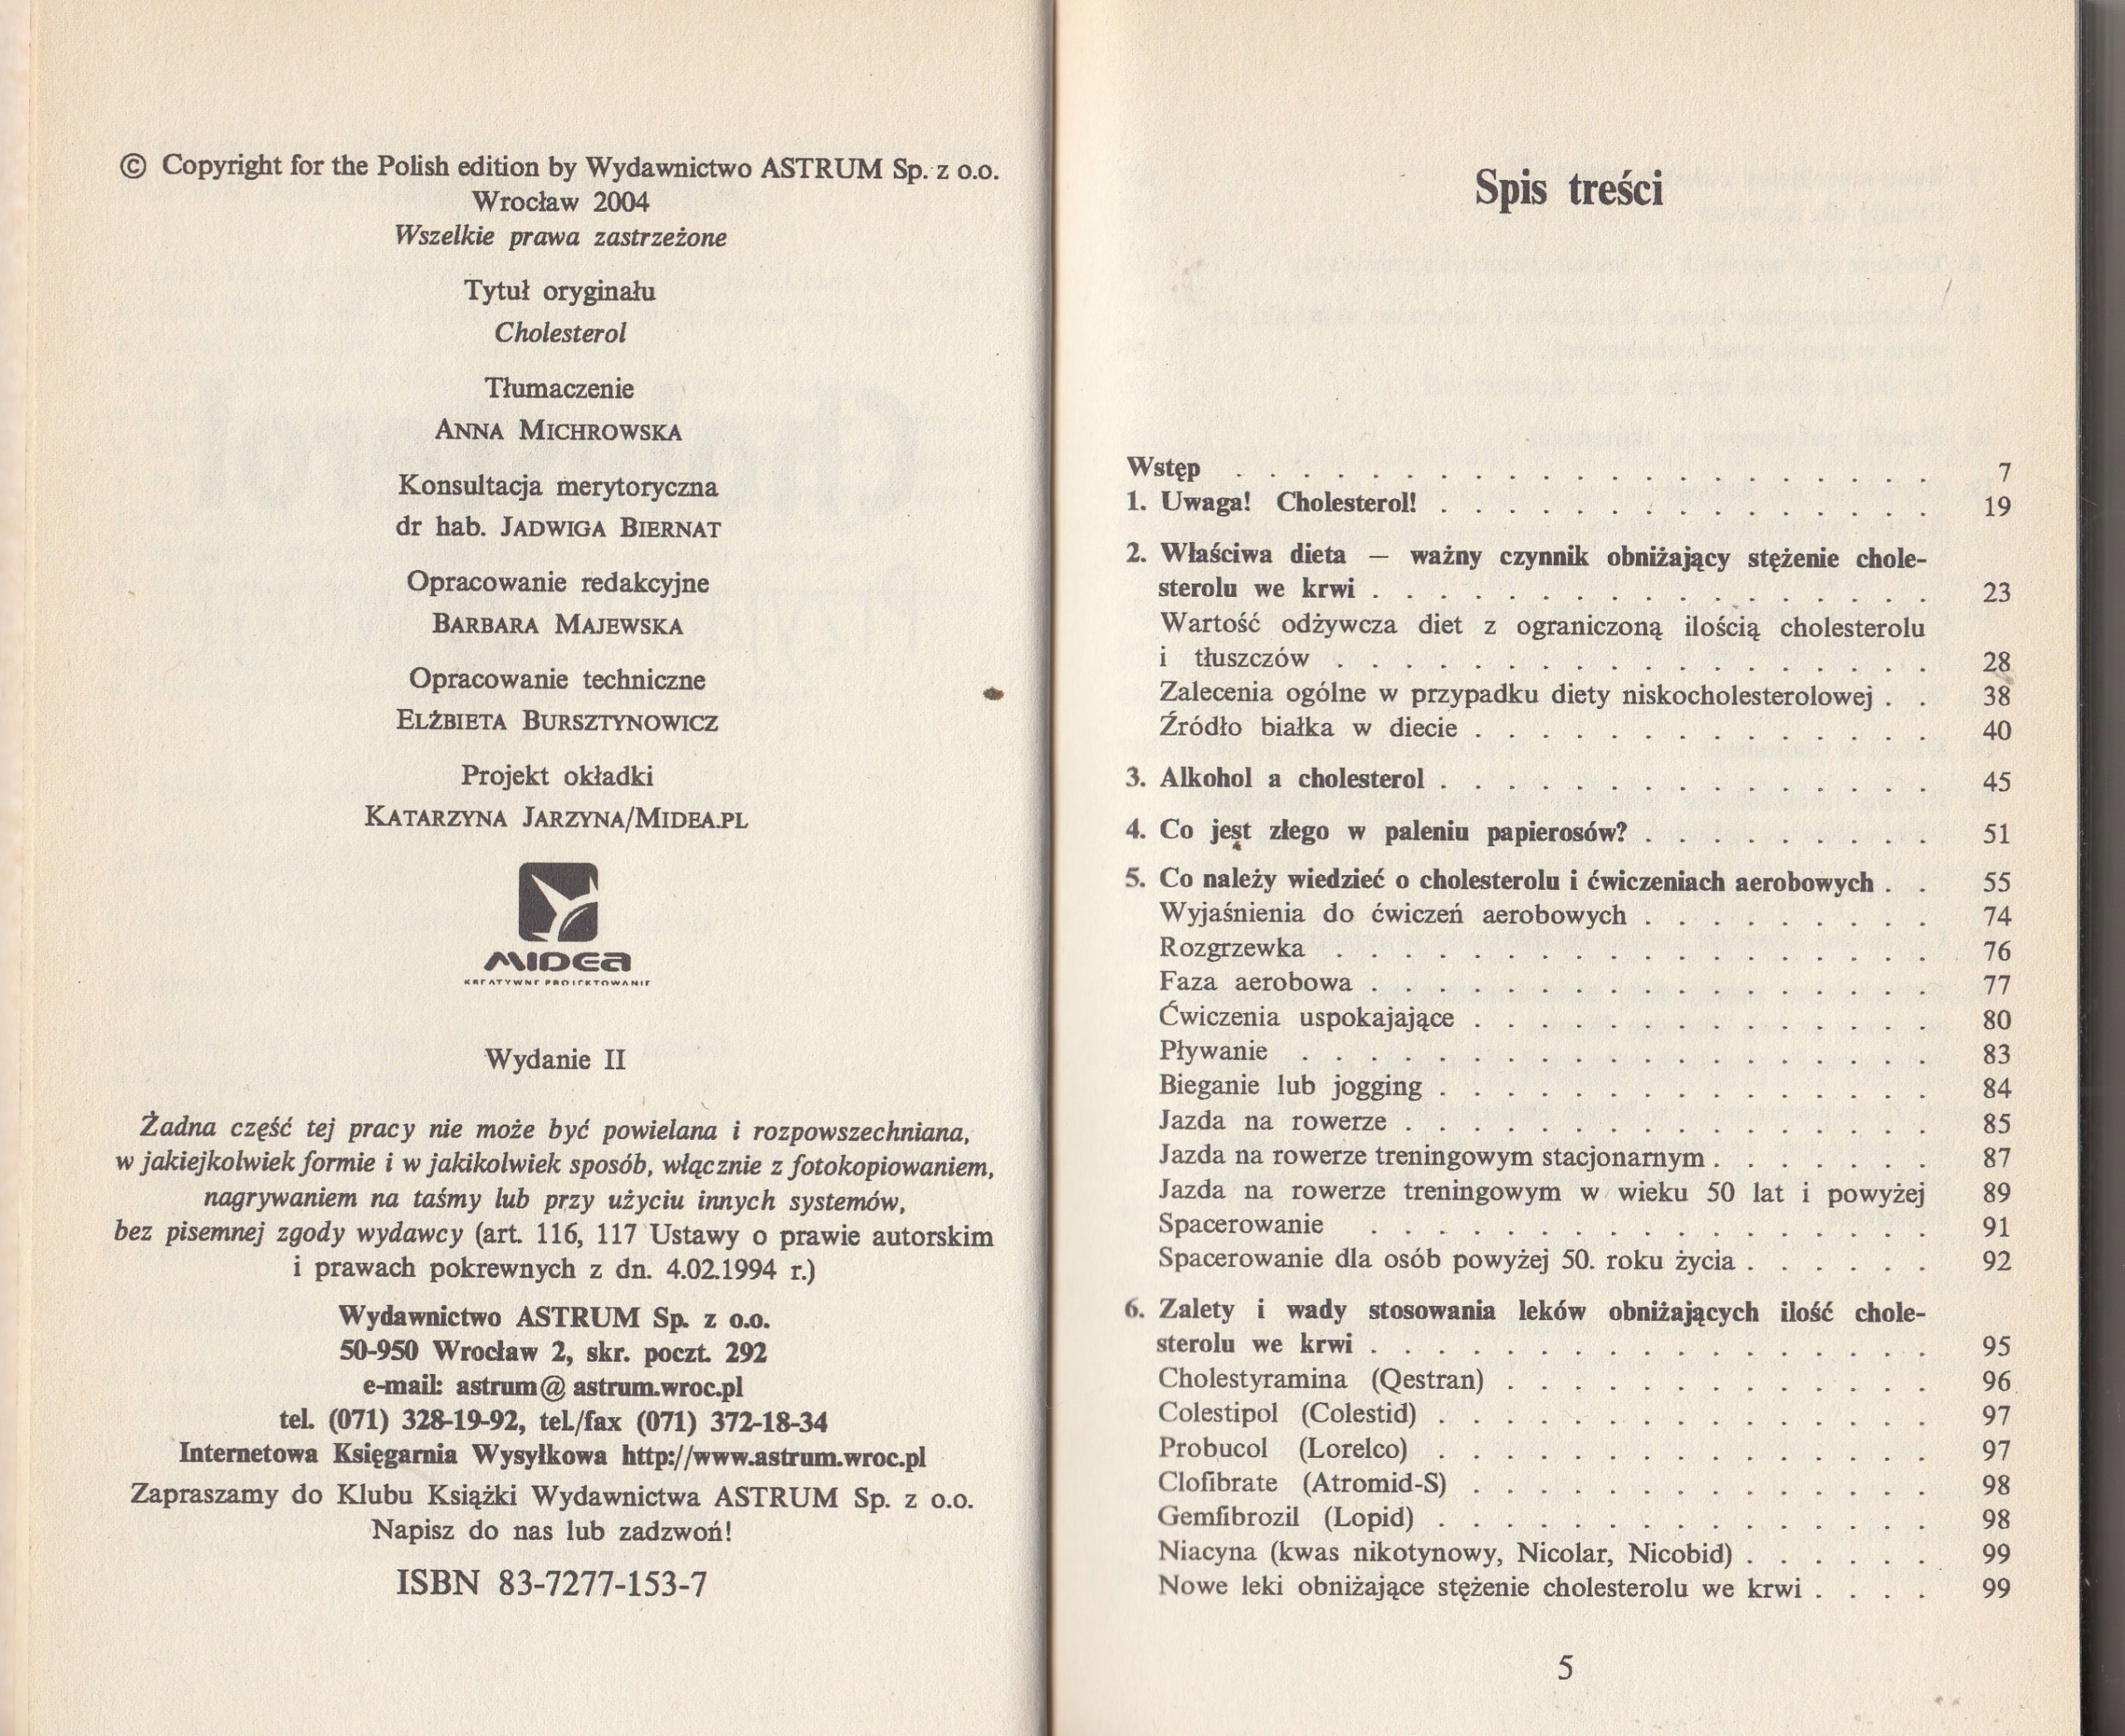 © Copyright for the Polish edition by Wydawnictwo ASTRUM Sp. z o.o.
Wrocław 2004
Wszelkie prawa zastrzeżone
Tytuł oryginału
Cholesterol
Tłumaczenie
ANNA MICHROWSKA
Konsultacja merytoryczna
dr hab. JADWIGA BIERNAT
Opracowanie redakcyjne
BARBARA MAJEWSKA
Opracowanie techniczne
ELŻBIETA BURSZTYNOWICZ
Projekt okładki
KATARZYNA JARZYNA/MIDEA.PL
MIDEA
KREATYWNE PROJEKTOWANIE
Wydanie II
Żadna część tej pracy nie może być powielana i rozpowszechniana,
w jakiejkolwiek formie i w jakikolwiek sposób, włącznie z fotokopiowaniem,
nagrywaniem na taśmy lub przy użyciu innych systemów,
bez pisemnej zgody wydawcy (art. 116, 117 Ustawy o prawie autorskim
i prawach pokrewnych z dn. 4.02.1994 r.)
Wydawnictwo ASTRUM Sp. z o.o.
50-950 Wrocław 2, skr. poczt. 292
e-mail: astrum@astrum.wroc.pl
tel. (071) 328-19-92, tel./fax (071) 372-18-34
Internetowa Księgarnia Wysyłkowa http://www.astrum.wroc.pl
Zapraszamy do Klubu Książki Wydawnictwa ASTRUM Sp. z o.o.
Napisz do nas lub zadzwoń!
ISBN 83-7277-153-7
Spis treści
Wstęp . . . . . . . . . . . . . . . . . . . . . 7
1. Uwaga! Cholesterol! . . . . . . . . . . . . . . . 19
2. Właściwa dieta — ważny czynnik obniżający stężenie chole-
sterolu we krwi . . . . . . . . . . . . . . . . . 23
Wartość odżywcza diet z ograniczoną ilością cholesterolu
i tłuszczów . . . . . . . . . . . . . . . . . . 28
Zalecenia ogólne w przypadku diety niskocholesterolowej . . 38
Źródło białka w diecie . . . . . . . . . . . . . . 40
3. Alkohol a cholesterol . . . . . . . . . . . . . . . 45
4. Co jest złego w paleniu papierosów? . . . . . . . . . 51
5. Co należy wiedzieć o cholesterolu i ćwiczeniach aerobowych . . 55
Wyjaśnienia do ćwiczeń aerobowych . . . . . . . . . 74
Rozgrzewka . . . . . . . . . . . . . . . . . . 76
Faza aerobowa . . . . . . . . . . . . . . . . . 77
Ćwiczenia uspokajające . . . . . . . . . . . . . . 80
Pływanie . . . . . . . . . . . . . . . . . . . 83
Bieganie lub jogging . . . . . . . . . . . . . . . 84
Jazda na rowerze . . . . . . . . . . . . . . . . 85
Jazda na rowerze treningowym stacjonarnym . . . . . . . 87
Jazda na rowerze treningowym w wieku 50 lat i powyżej 89
Spacerowanie . . . . . . . . . . . . . . . . . 91
Spacerowanie dla osób powyżej 50. roku życia . . . . . . 92
6. Zalety i wady stosowania leków obniżających ilość chole-
sterolu we krwi . . . . . . . . . . . . . . . . . 95
Cholestyramina (Qestran) . . . . . . . . . . . . . 96
Colestipol (Colestid) . . . . . . . . . . . . . . . 97
Probucol (Lorelco) . . . . . . . . . . . . . . . 97
Clofibrate (Atromid-S) . . . . . . . . . . . . . . 98
Gemfibrozil (Lopid) . . . . . . . . . . . . . . . 98
Niacyna (kwas nikotynowy, Nicolar, Nicobid) . . . . . . 99
Nowe leki obniżające stężenie cholesterolu we krwi . . . . 99
5